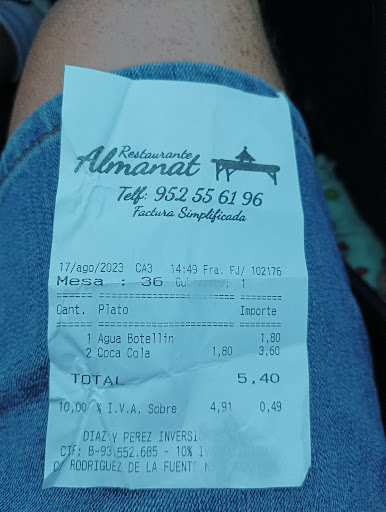 Restaurante
Almanat
Telf: 952 55 61 96
Factura Simplificada
17/ago/2023 CA3 14:49 Fra. FJ/ 102176
Mesa : 36 1
Cant. Plato Importe
1 Agua Botellin 1,80
2 Coca Cola 1,80 3,60
TOTAL 5,40
10,00 % I.V.A. Sobre 4,91 0,49
DIAZ Y PEREZ
CIF: B-93.552.685 - 10%
C/ RODRIGUEZ DE LA FUENTE